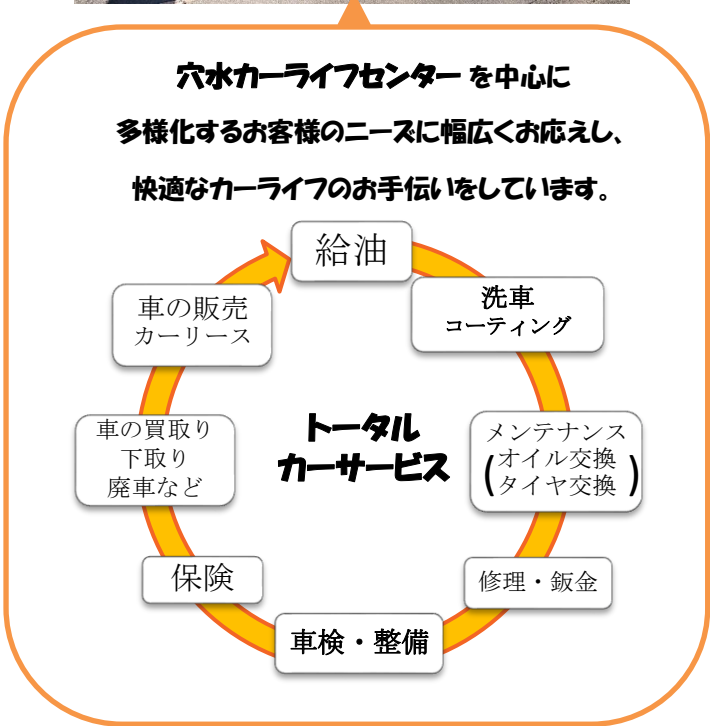 穴水カーライフセンター を中心に
多様化するお客様のニーズに幅広くお応えし、
快適なカーライフのお手伝いをしています。
給油
洗車
コーティング
メンテナンス
(オイル交換
タイヤ交換)
修理・鈑金
車検・整備
保険
車の買取り
下取り
廃車など
車の販売
カーリース
トータル
カーサービス